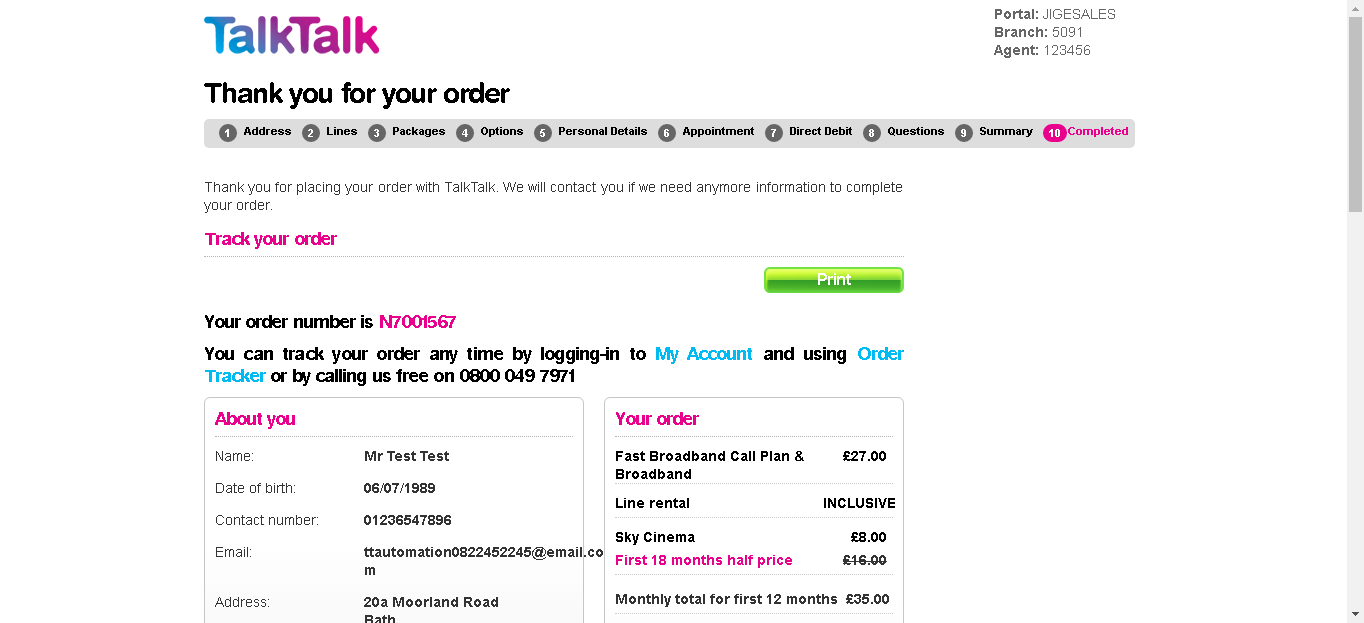 TalkTalk
Portal: JIGESALES
Branch: 5091
Agent: 123456
Thank you for your order
1 Address 2 Lines 3 Packages 4 Options 5 Personal Details 6 Appointment 7 Direct Debit 8 Questions 9 Summary 10 Completed
Thank you for placing your order with TalkTalk. We will contact you if we need anymore information to complete
your order.
Track your order
Print
Your order number is N7001567
You can track your order any time by logging-in to My Account and using Order
Tracker or by calling us free on 0800 049 7971
About you
Name: Mr Test Test
Date of birth: 06/07/1989
Contact number: 01236547896
Email: ttautomation0822452245@email.co
m
Address: 20a Moorland Road
Bath
Your order
Fast Broadband Call Plan & £27.00
Broadband
Line rental INCLUSIVE
Sky Cinema £8.00
First 18 months half price £16.00
Monthly total for first 12 months £35.00